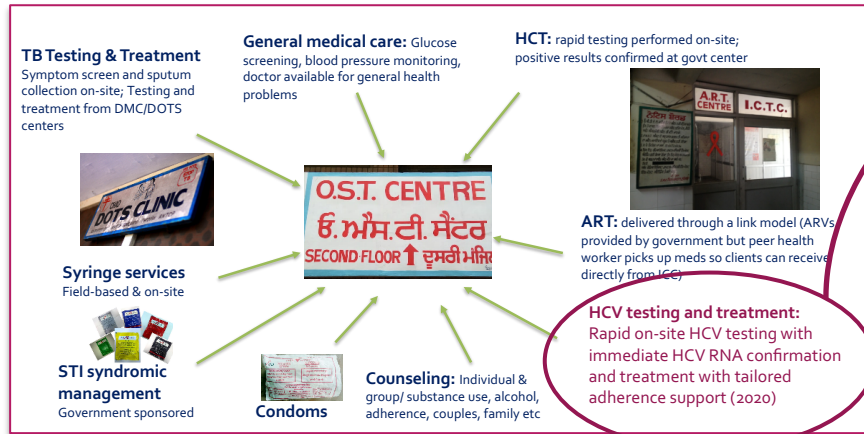 TB Testing & Treatment
Symptom screen and sputum
collection on-site; Testing and
treatment from DMC/DOTS
centers
General medical care: Glucose
screening, blood pressure monitoring,
doctor available for general health
problems
HCT: rapid testing performed on-site;
positive results confirmed at govt center
A.R.T.
CENTRE
I.C.T.C.
DOTS CLINIC
O.S.T. CENTRE
ਓ. ਐਸ.ਟੀ. ਸੈਂਟਰ
SECOND FLOOR ↑ ਦੂਸਰੀ ਮੰਜਿ
ART: delivered through a link model (ARVs
provided by government but peer health
worker picks up meds so clients can receive
directly from ICC)
Syringe services
Field-based & on-site
HCV testing and treatment:
Rapid on-site HCV testing with
immediate HCV RNA confirmation
and treatment with tailored
adherence support (2020)
STI syndromic
management
Government sponsored
Condoms
Counseling: Individual &
group/ substance use, alcohol,
adherence, couples, family etc